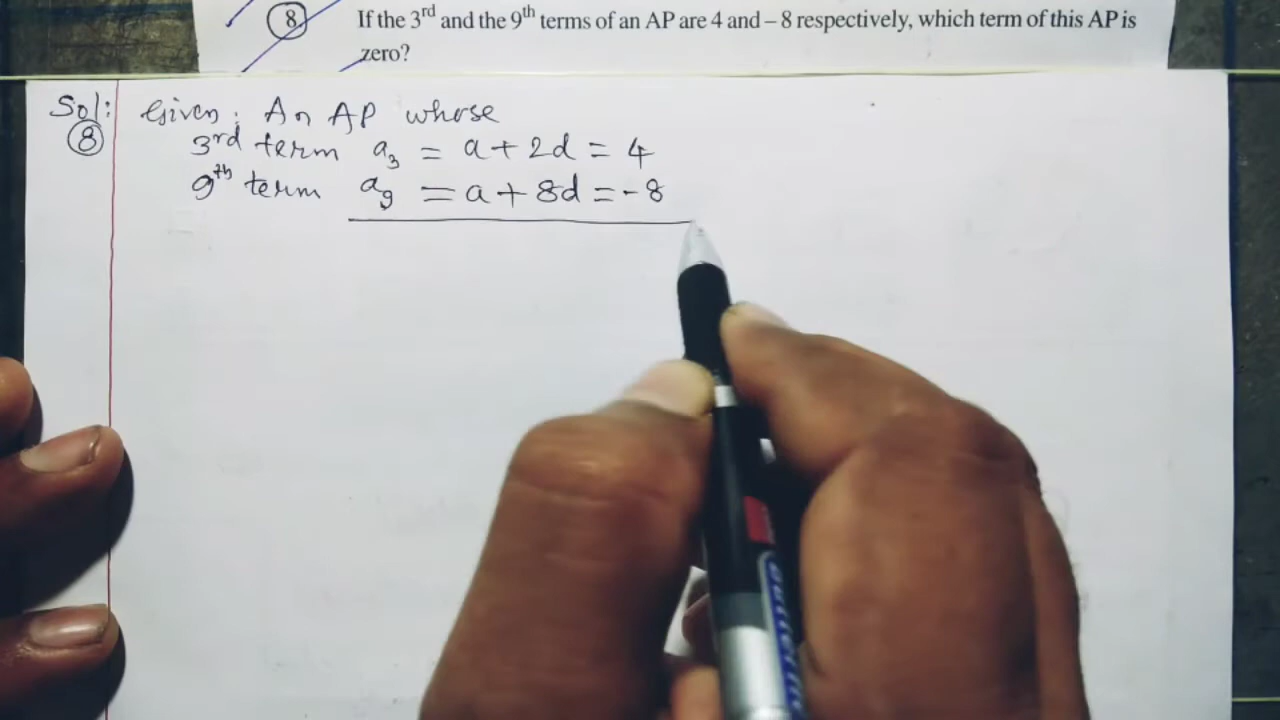 8 If the 3rd and the 9th terms of an AP are 4 and – 8 respectively, which term of this AP is
zero?
Sol: Given: An AP whose
8
3rd term a3 = a + 2d = 4
9th term a9 = a + 8d = -8